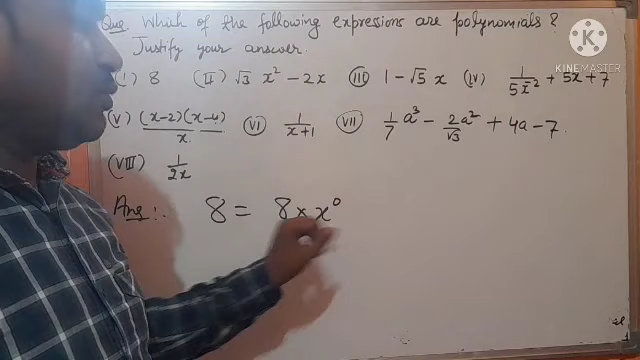 Que: Which of the following expressions are polynomials?
Justify your answer.
(I) 8 (II) √3 x² − 2x (III) 1 − √5 x (IV) 1/5x⁻² + 5x + 7
(V) (x−2)(x−4)/x (VI) 1/x+1 (VII) 1/7 a³ − 2a²/√3 + 4a − 7.
(VIII) 1/2x
Ans:. 8 = 8 × x⁰
KINEMASTER